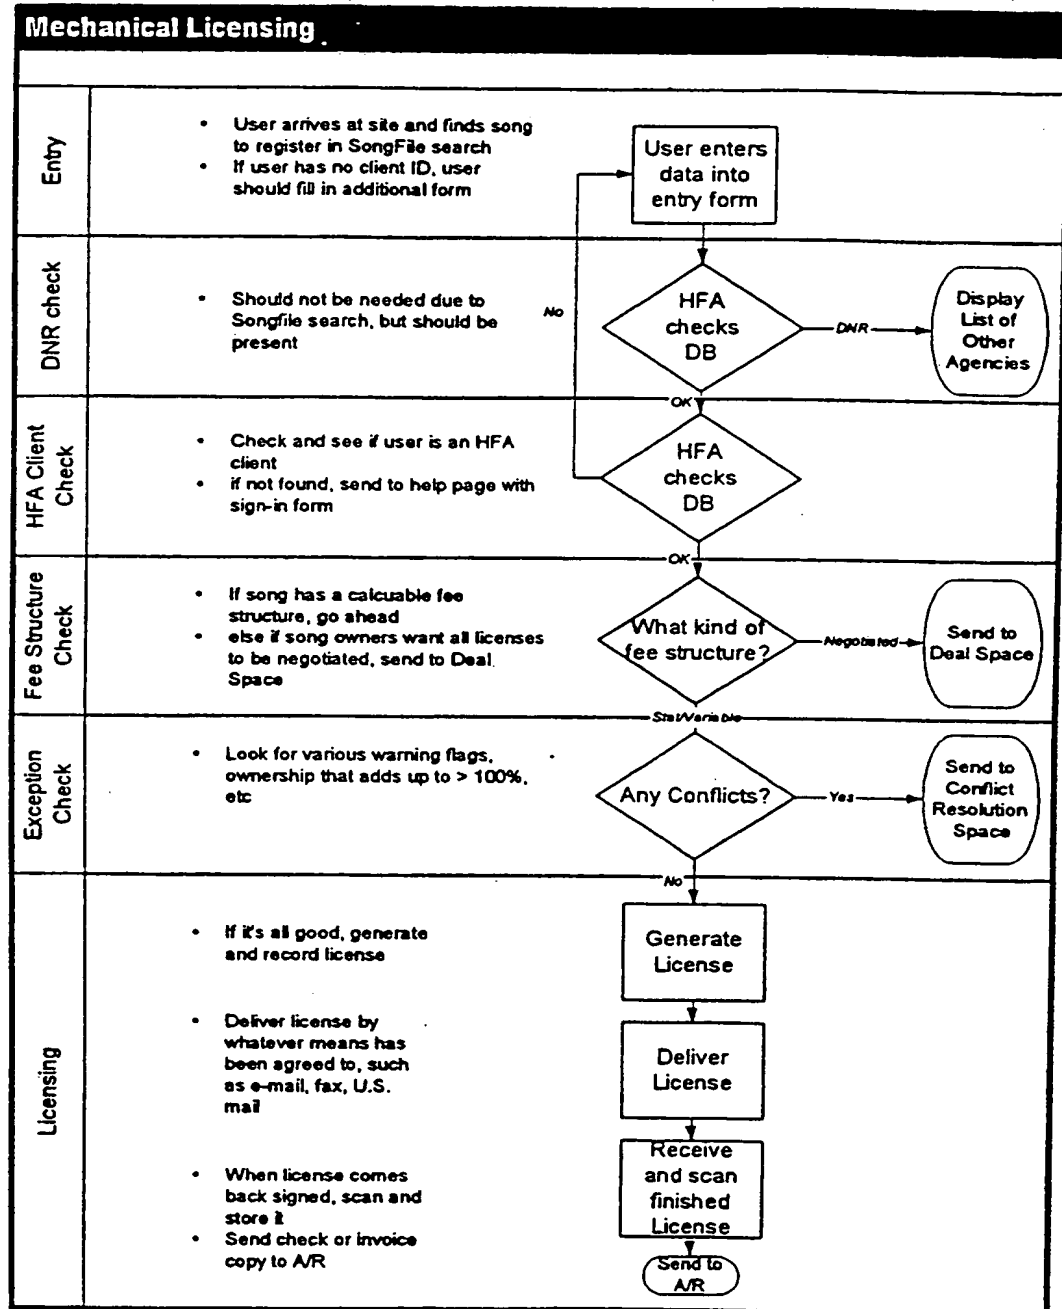 Mechanical Licensing
Entry
• User arrives at site and finds song
to register in SongFile search
• If user has no client ID, user
should fill in additional form
User enters
data into
entry form
DNR check
• Should not be needed due to
Songfile search, but should be
present
No
HFA
checks
DB
DNR
Display
List of
Other
Agencies
OK
HFA Client
Check
• Check and see if user is an HFA
client
• if not found, send to help page with
sign-in form
HFA
checks
DB
OK
Fee Structure
Check
• If song has a calcuable fee
structure, go ahead
• else if song owners want all licenses
to be negotiated, send to Deal
Space
What kind of
fee structure?
Negotiated
Send to
Deal Space
Stat/Variable
Exception
Check
• Look for various warning flags,
ownership that adds up to > 100%,
etc
Any Conflicts?
Yes
Send to
Conflict
Resolution
Space
No
Licensing
• If it's all good, generate
and record license
Generate
License
• Deliver license by
whatever means has
been agreed to, such
as e-mail, fax, U.S.
mail
Deliver
License
• When license comes
back signed, scan and
store it
• Send check or invoice
copy to A/R
Receive
and scan
finished
License
Send to
A/R